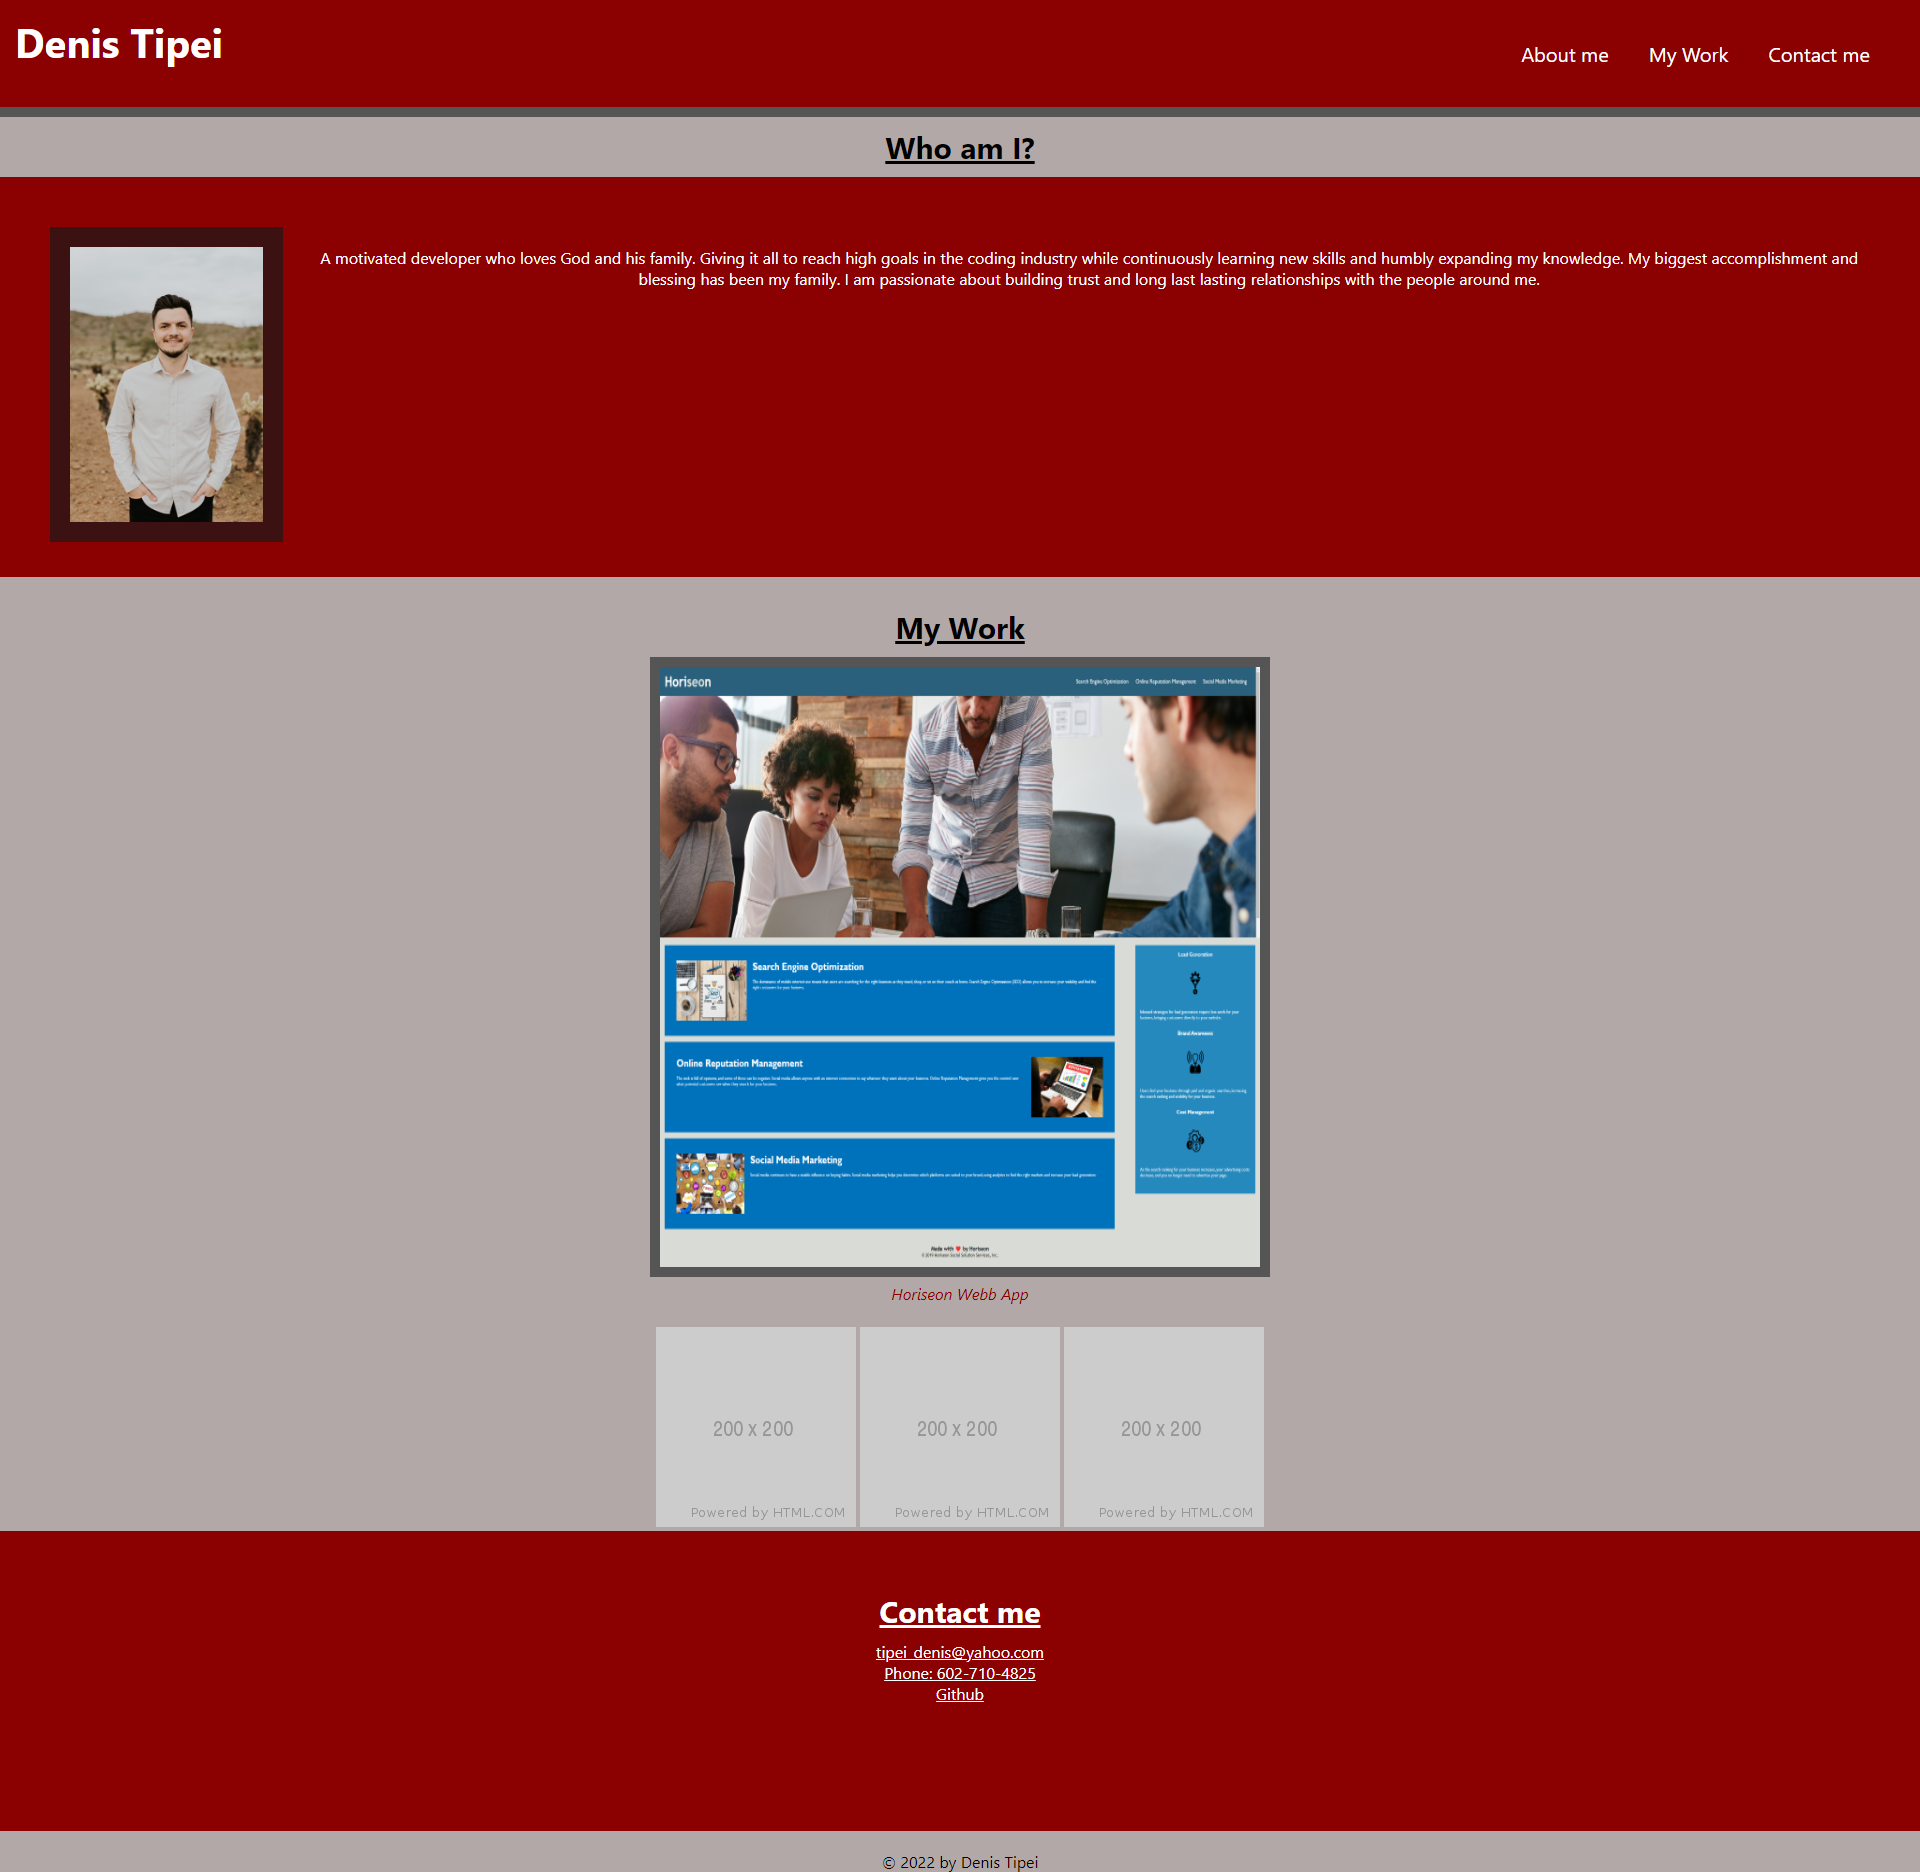 Denis Tipei
About me
My Work
Contact me
Who am I?
A motivated developer who loves God and his family. Giving it all to reach high goals in the coding industry while continuously learning new skills and humbly expanding my knowledge. My biggest accomplishment and
blessing has been my family. I am passionate about building trust and long last lasting relationships with the people around me.
My Work
Horiseon
Search Engine Optimization
Online Reputation Management
Social Media Marketing
Search Engine Optimization
Online Reputation Management
Social Media Marketing
Lead Generation
Brand Awareness
Cost Management
Made with ❤ by Horiseon
Horiseon Webb App
200 x 200
Powered by HTML.COM
200 x 200
Powered by HTML.COM
200 x 200
Powered by HTML.COM
Contact me
tipei_denis@yahoo.com
Phone: 602-710-4825
Github
© 2022 by Denis Tipei